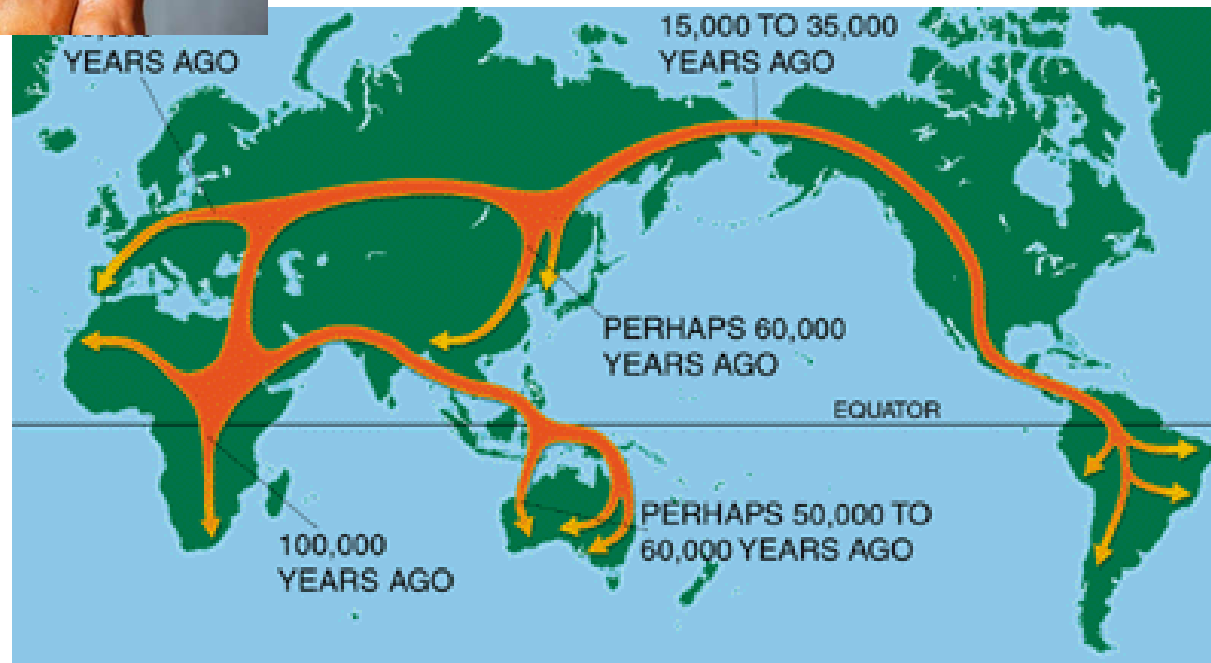 YEARS AGO
15,000 TO 35,000
YEARS AGO
PERHAPS 60,000
YEARS AGO
EQUATOR
PERHAPS 50,000 TO
60,000 YEARS AGO
100,000
YEARS AGO